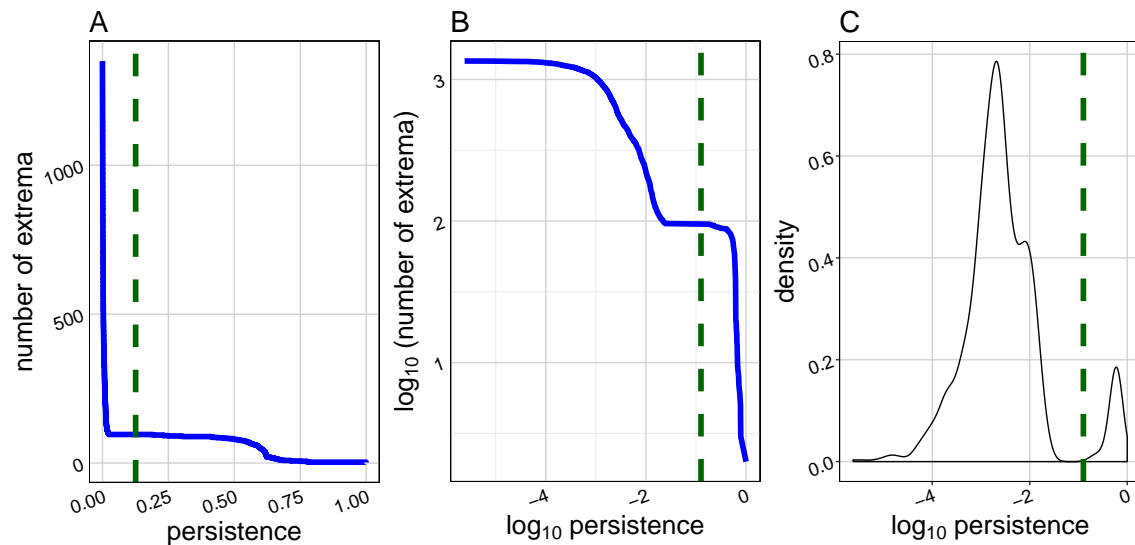 A
number of extrema
1000
500
0
0.00 0.25 0.50 0.75 1.00
persistence
B
log₁₀ (number of extrema)
3
2
1
−4 −2 0
log₁₀ persistence
C
density
0.8
0.6
0.4
0.2
0.0
−4 −2 0
log₁₀ persistence